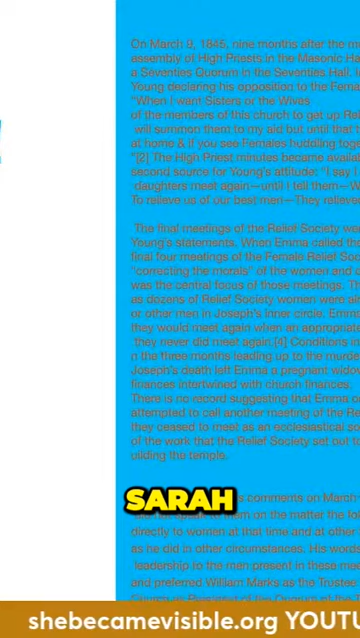 On March 9, 1845, nine months after the m
assembly of High Priests in the Masonic Ha
a Seventies Quorum in the Seventies Hall,
Young declaring his opposition to the Fema
"When I want Sisters or the Wives
of the members of this church to get up Rel
will summon them to my aid but until that t
at home & if you see Females huddling toge
"[2] The High Priest minutes became availa
second source for Young's attitude: "I say I
daughters meet again—until I tell them—W
To relieve us of our best men—They relieved
The final meetings of the Relief Society we
Young's statements. When Emma called the
final four meetings of the Female Relief Soc
"correcting the morals" of the women and
was the central focus of those meetings. Th
as dozens of Relief Society women were
or other men in Joseph's inner circle. Emma
they would meet again when an appropriate
they never did meet again.[4] Conditions in
n the three months leading up to the murder
Joseph's death left Emma a pregnant widow
finances intertwined with church finances.
There is no record suggesting that Emma o
attempted to call another meeting of the Re
they ceased to meet as an ecclesiastical so
of the work that the Relief Society set out to
uilding the temple.
SARAH
s comments on March
them on the matter the fol
directly to women at that time and at other
as he did in other circumstances. His words
leadership to the men present in these mee
and preferred William Marks as the Trustee
shebecamevisible.org YOUTU